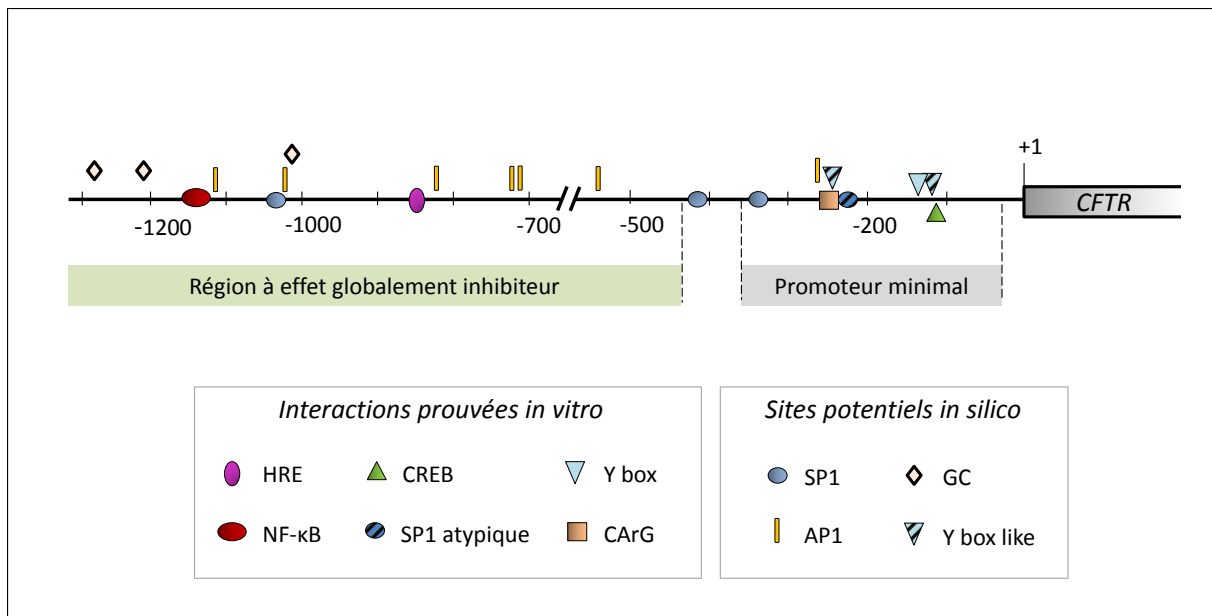 +1
CFTR
-1200 -1000 -700 -500 -200
Région à effet globalement inhibiteur Promoteur minimal
Interactions prouvées in vitro
HRE CREB Y box
NF-κB SP1 atypique CArG
Sites potentiels in silico
SP1 GC
AP1 Y box like